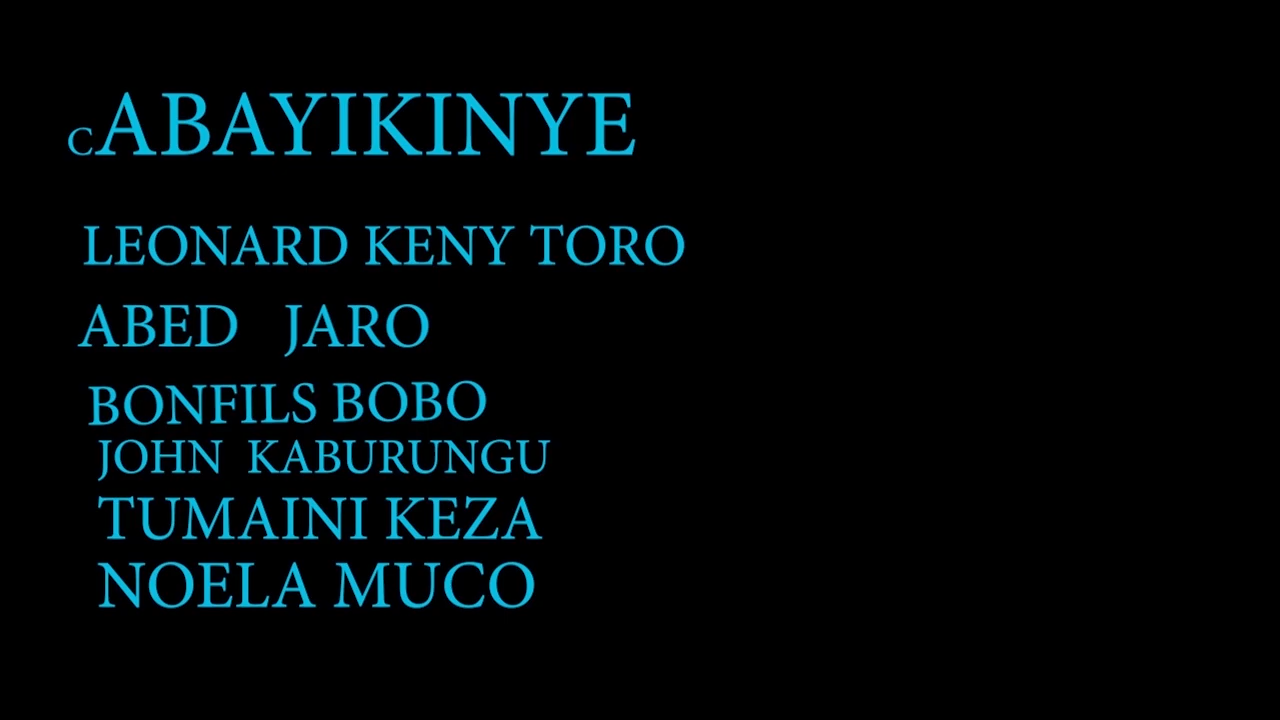 cABAYIKINYE
LEONARD KENY TORO
ABED JARO
BONFILS BOBO
JOHN KABURUNGU
TUMAINI KEZA
NOELA MUCO